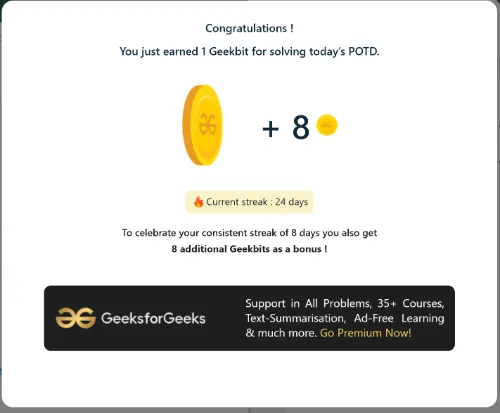 Congratulations !
You just earned 1 Geekbit for solving today's POTD.
+ 8
Current streak : 24 days
To celebrate your consistent streak of 8 days you also get
8 additional Geekbits as a bonus !
GeeksforGeeks
Support in All Problems, 35+ Courses,
Text-Summarisation, Ad-Free Learning
& much more. Go Premium Now!